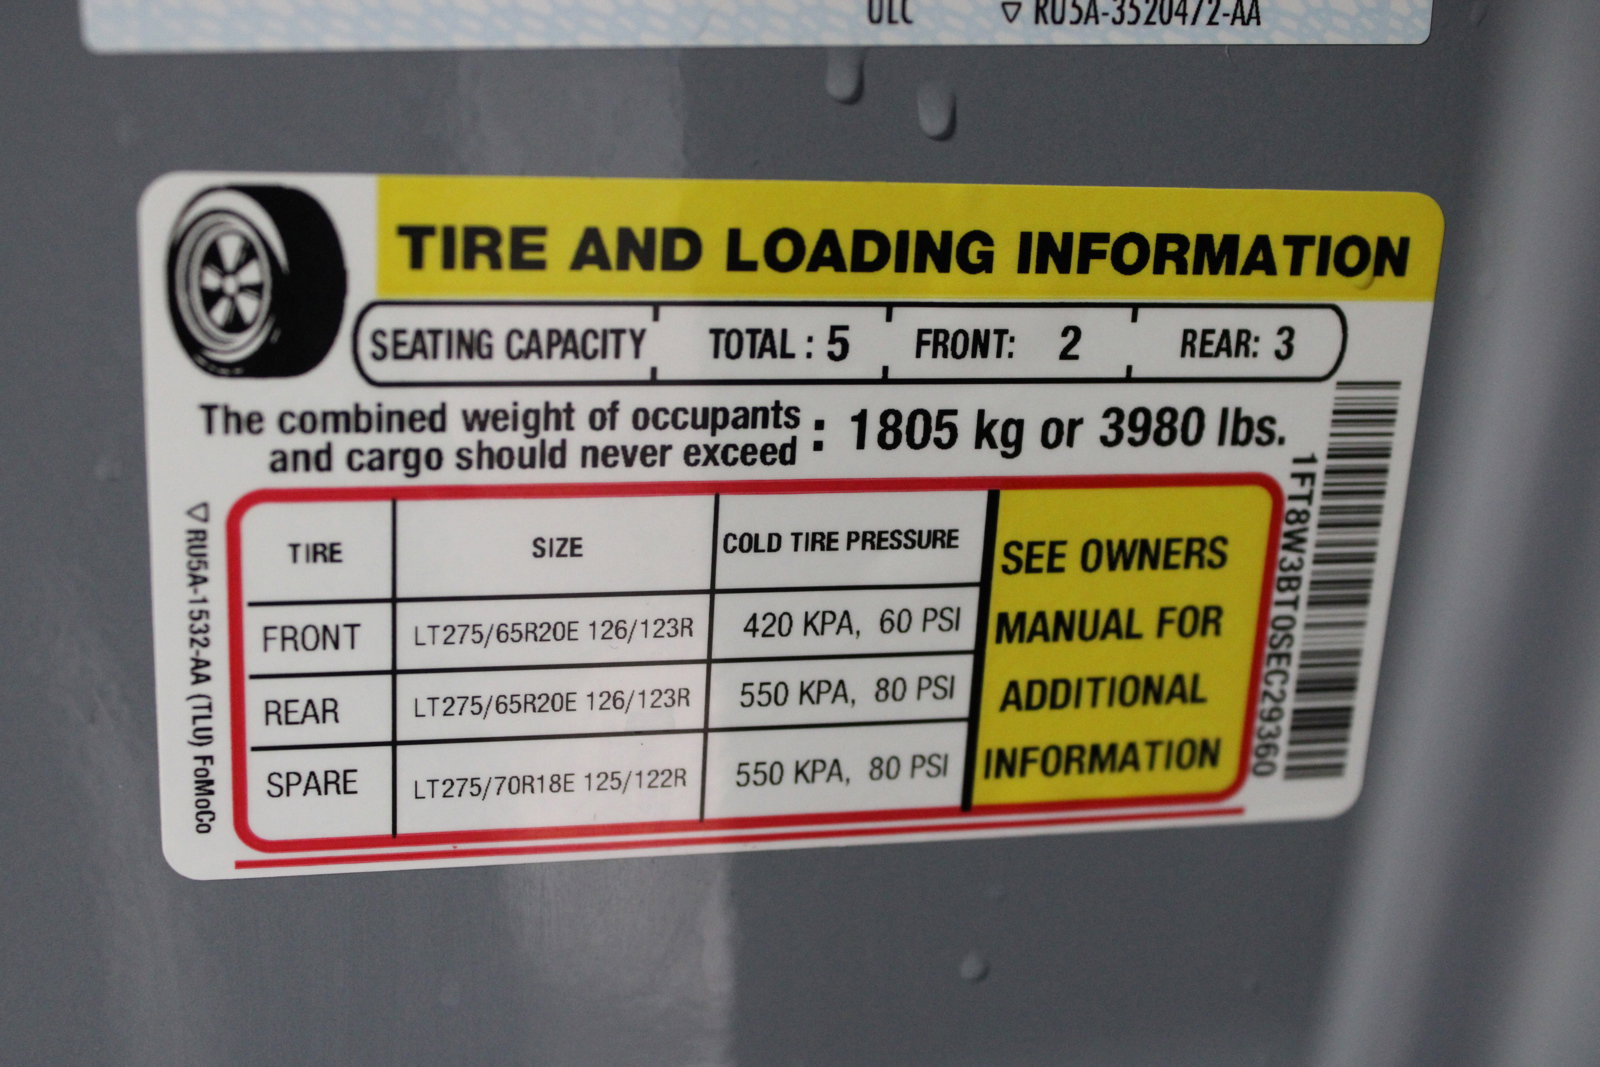 ULC ▽ RU5A-3520472-AA
TIRE AND LOADING INFORMATION
SEATING CAPACITY TOTAL : 5 FRONT: 2 REAR: 3
The combined weight of occupants
and cargo should never exceed : 1805 kg or 3980 lbs.
TIRE SIZE COLD TIRE PRESSURE
FRONT LT275/65R20E 126/123R 420 KPA, 60 PSI
REAR LT275/65R20E 126/123R 550 KPA, 80 PSI
SPARE LT275/70R18E 125/122R 550 KPA, 80 PSI
SEE OWNERS
MANUAL FOR
ADDITIONAL
INFORMATION
1FT8W3BT0SEC29360
▽ RU5A-1532-AA (TLU) FoMoCo